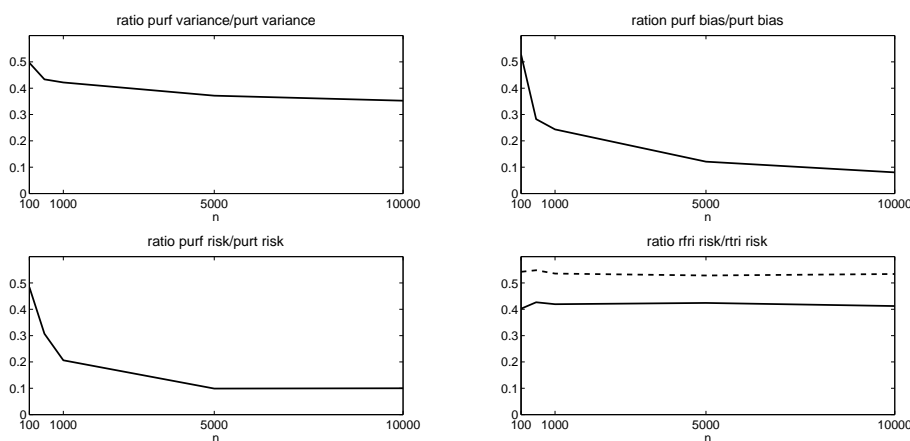 ratio purf variance/purt variance
0.5
0.4
0.3
0.2
0.1
0
100 1000 5000 10000
n
ration purf bias/purt bias
0.5
0.4
0.3
0.2
0.1
0
100 1000 5000 10000
n
ratio purf risk/purt risk
0.5
0.4
0.3
0.2
0.1
0
100 1000 5000 10000
n
ratio rfri risk/rtri risk
0.5
0.4
0.3
0.2
0.1
0
100 1000 5000 10000
n